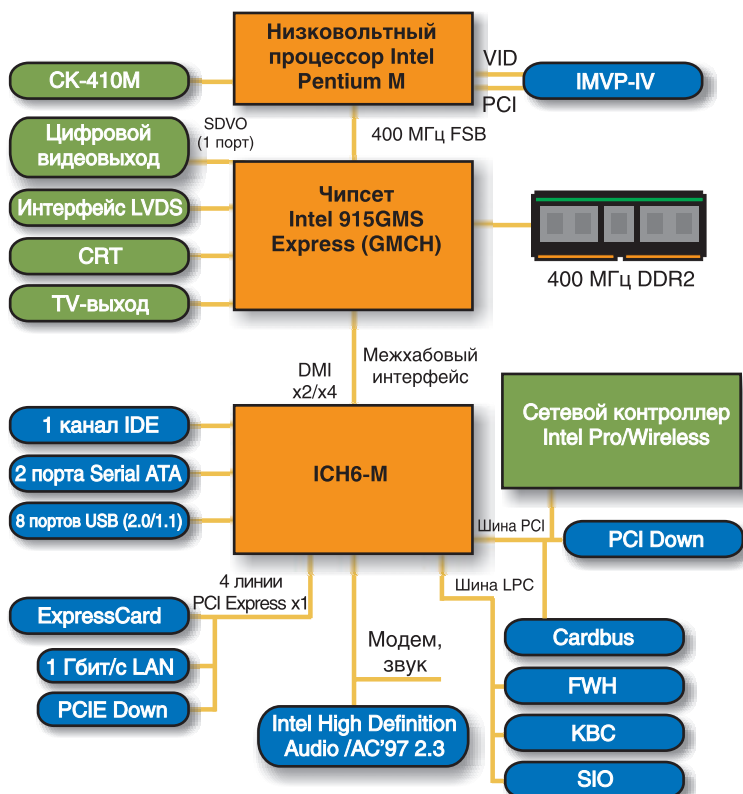 Низковольтный
процессор Intel
Pentium M
CK-410M
VID
PCI
IMVP-IV
400 МГц FSB
Цифровой
видеовыход
SDVO
(1 порт)
Интерфейс LVDS
CRT
TV-выход
Чипсет
Intel 915GMS
Express (GMCH)
400 МГц DDR2
DMI
x2/x4
Межхабовый
интерфейс
1 канал IDE
2 порта Serial ATA
8 портов USB (2.0/1.1)
ICH6-M
Сетевой контроллер
Intel Pro/Wireless
Шина PCI
PCI Down
Шина LPC
4 линии
PCI Express x1
ExpressCard
1 Гбит/с LAN
PCIE Down
Модем,
звук
Intel High Definition
Audio /AC'97 2.3
Cardbus
FWH
KBC
SIO